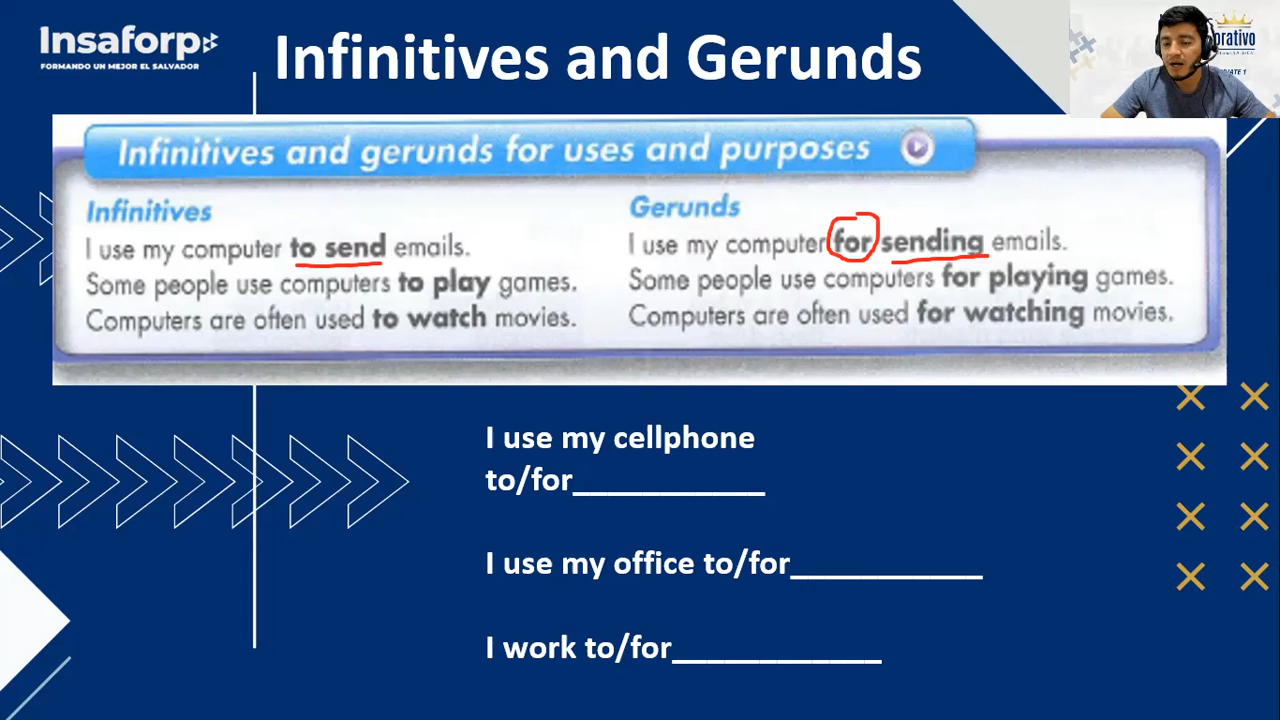 Insaforp
FORMANDO UN MEJOR EL SALVADOR
Infinitives and Gerunds
Infinitives and gerunds for uses and purposes
Infinitives
I use my computer to send emails.
Some people use computers to play games.
Computers are often used to watch movies.
Gerunds
I use my computer for sending emails.
Some people use computers for playing games.
Computers are often used for watching movies.
I use my cellphone
to/for___________
I use my office to/for___________
I work to/for____________